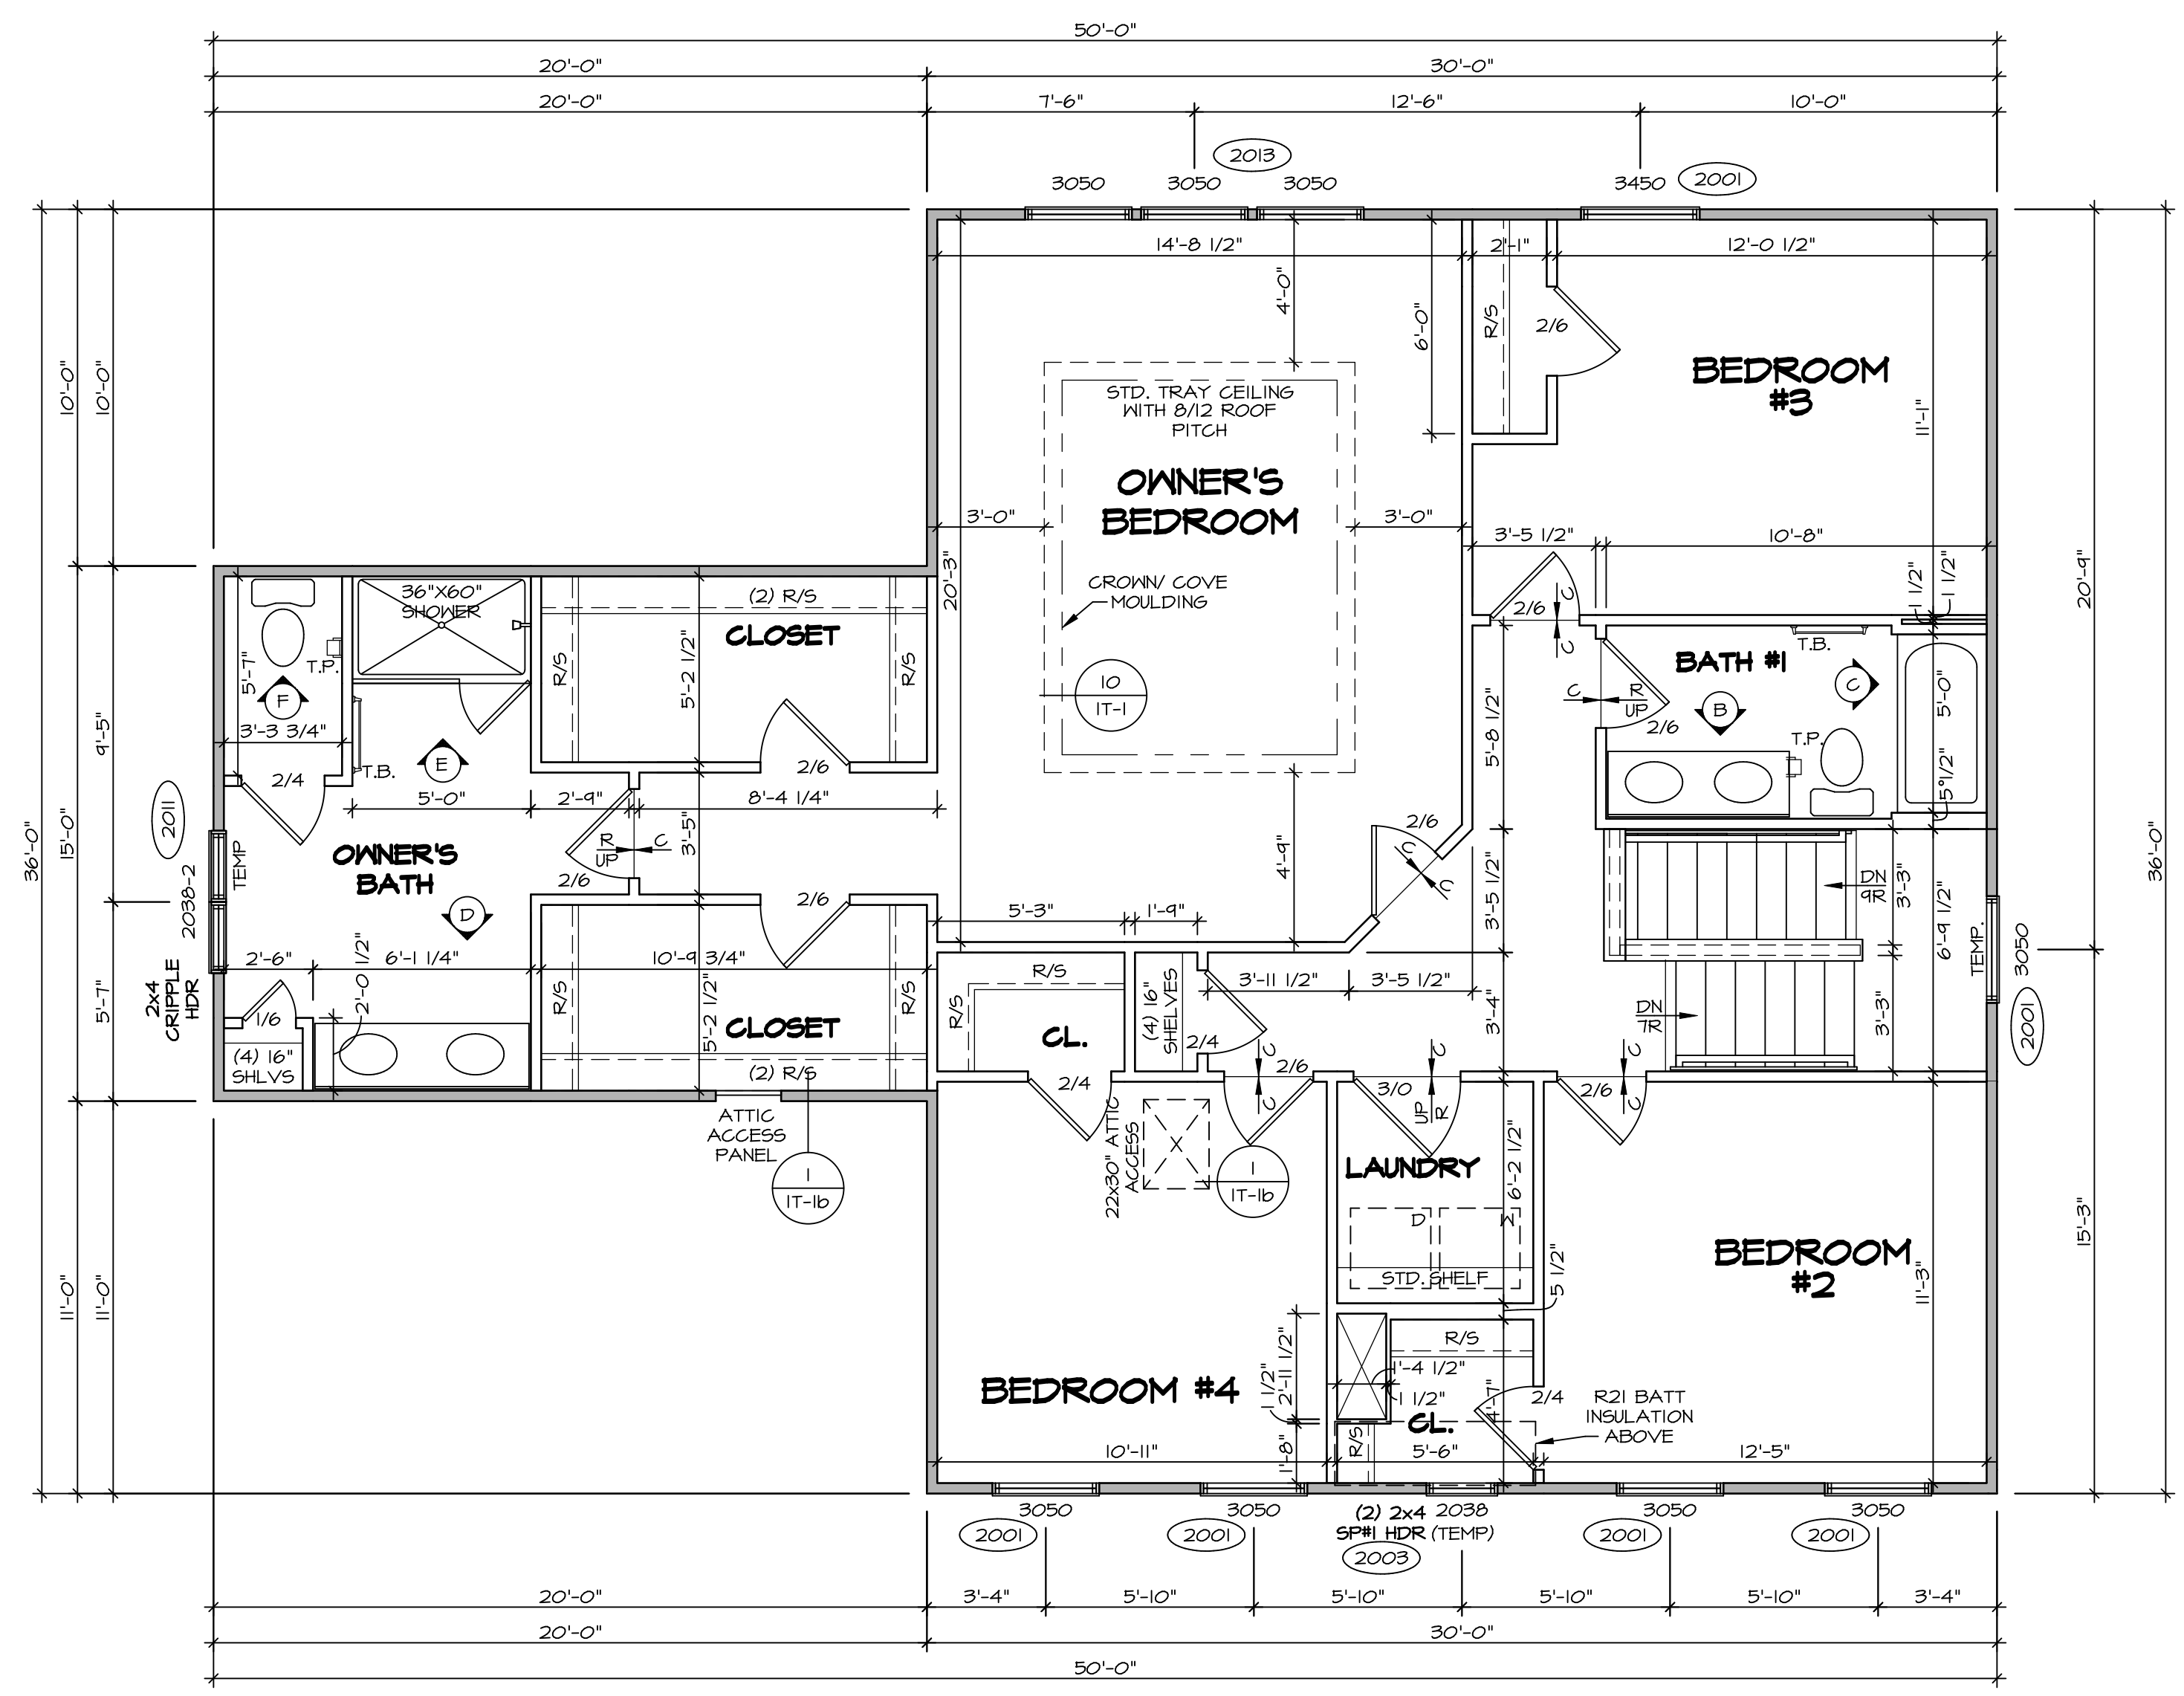 50'-0"
20'-0" 30'-0"
20'-0" 7'-6" 12'-6" 10'-0"
2013
3050 3050 3050 3450 2001
14'-8 1/2" 2'-1" 12'-0 1/2"
4'-0"
6'-0"
R/S
2/6
10'-0" 10'-0"
BEDROOM
#3
11'-1"
STD. TRAY CEILING
WITH 8/12 ROOF
PITCH
OWNER'S
BEDROOM
3'-0" 3'-0"
3'-5 1/2" 10'-8"
20'-3"
CROWN/ COVE
MOULDING
10
1T-1
1 1/2" 1 1/2"
20'-9"
36'-0"
2/6 C
C
36"X60"
SHOWER
(2) R/S
CLOSET
R/S R/S
5'-2 1/2"
5'-7"
T.P.
F
3'-3 3/4"
T.B.
E
2/4
5'-0" 2'-9" 8'-4 1/4"
2/6
BATH #1
T.B.
C
B
C R
UP
2/6
T.P.
5'-0"
5 1/2"
5'-8 1/2"
9'-5"
15'-0"
36'-0"
2011
2038-2
TEMP
2x4
CRIPPLE
HDR
OWNER'S
BATH
R C
UP
2/6
3'-5"
2/6
D
4'-9"
2/6
C
C
3'-5 1/2"
DN
9R
3'-3"
6'-9 1/2"
TEMP.
3050
2001
5'-3" 1'-9"
2'-6" 6'-1 1/4" 10'-9 3/4"
2'-0 1/2"
5'-7"
1/6
(4) 16"
SHLVS
R/S R/S
5'-2 1/2"
CLOSET
(2) R/S
R/S
R/S
CL.
(4) 16"
SHELVES
3'-11 1/2" 3'-5 1/2"
3'-4"
DN
7R
3'-3"
2/4
2/4
2/6 C
C
3/0 C
UP
R
2/6 C
C
ATTIC
ACCESS
PANEL
1
1T-1b
22x30" ATTIC
ACCESS
1
1T-1b
LAUNDRY
6'-2 1/2"
D W
STD. SHELF
5 1/2"
BEDROOM
#2
11'-3"
15'-3"
11'-0" 11'-0"
BEDROOM #4
2'-11 1/2"
1 1/2"
1'-8"
R/S
1'-4 1/2"
1 1/2"
4'-7"
CL.
R/S
2/4
R21 BATT
INSULATION
ABOVE
10'-11" 5'-6" 12'-5"
3050 3050 (2) 2x4 2038 3050 3050
SP#1 HDR (TEMP)
2001 2001 2003 2001 2001
20'-0" 3'-4" 5'-10" 5'-10" 5'-10" 5'-10" 3'-4"
20'-0" 30'-0"
50'-0"